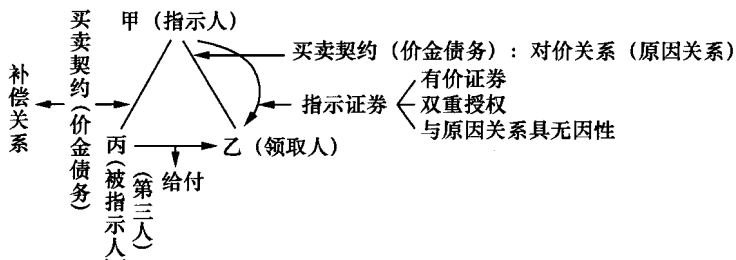 甲（指示人）
买卖契约（价金债务）：对价关系（原因关系）
补偿关系
买卖契约（价金债务）
指示证券
有价证券
双重授权
与原因关系具无因性
丙（被指示人）
（第三人）
乙（领取人）
给付